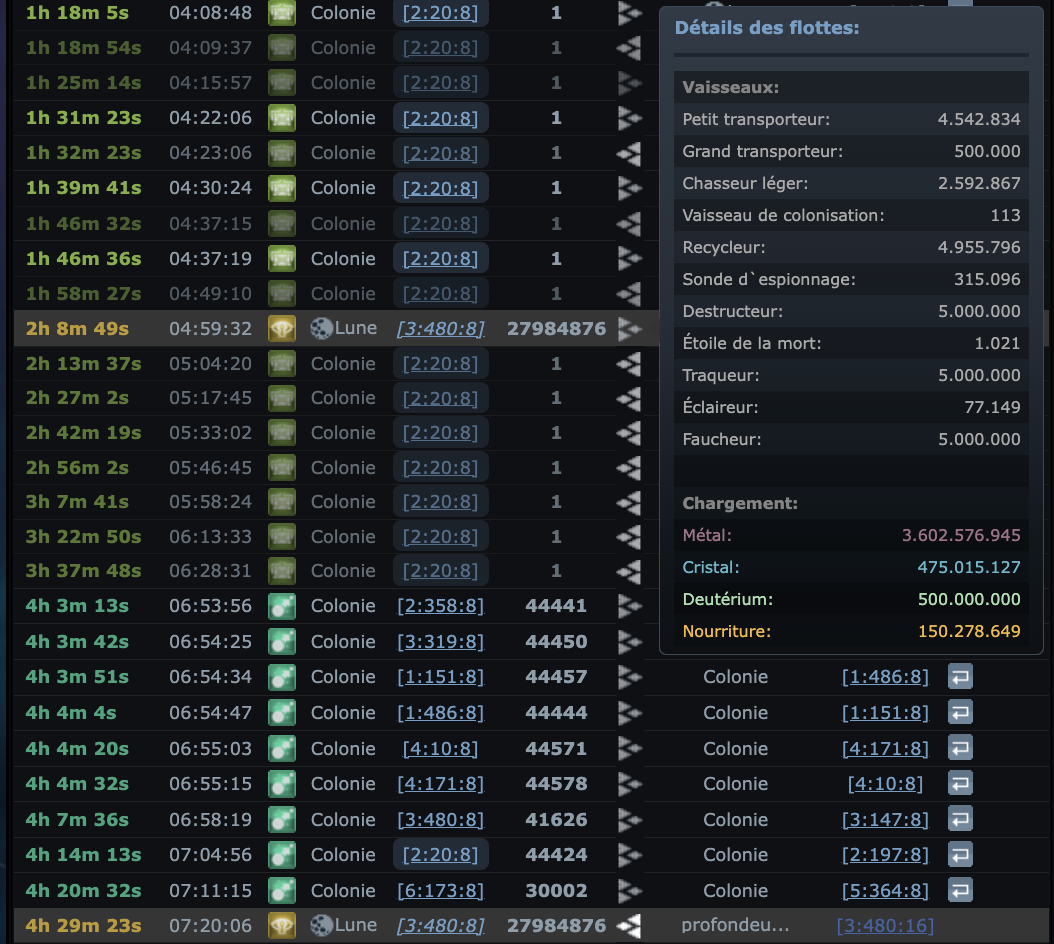 1h 18m 5s 04:08:48 Colonie [2:20:8] 1
1h 18m 54s 04:09:37 Colonie [2:20:8] 1
1h 25m 14s 04:15:57 Colonie [2:20:8] 1
1h 31m 23s 04:22:06 Colonie [2:20:8] 1
1h 32m 23s 04:23:06 Colonie [2:20:8] 1
1h 39m 41s 04:30:24 Colonie [2:20:8] 1
1h 46m 32s 04:37:15 Colonie [2:20:8] 1
1h 46m 36s 04:37:19 Colonie [2:20:8] 1
1h 58m 27s 04:49:10 Colonie [2:20:8] 1
2h 8m 49s 04:59:32 Lune [3:480:8] 27984876
2h 13m 37s 05:04:20 Colonie [2:20:8] 1
2h 27m 2s 05:17:45 Colonie [2:20:8] 1
2h 42m 19s 05:33:02 Colonie [2:20:8] 1
2h 56m 2s 05:46:45 Colonie [2:20:8] 1
3h 7m 41s 05:58:24 Colonie [2:20:8] 1
3h 22m 50s 06:13:33 Colonie [2:20:8] 1
3h 37m 48s 06:28:31 Colonie [2:20:8] 1
4h 3m 13s 06:53:56 Colonie [2:358:8] 44441
4h 3m 42s 06:54:25 Colonie [3:319:8] 44450
4h 3m 51s 06:54:34 Colonie [1:151:8] 44457 Colonie [1:486:8]
4h 4m 4s 06:54:47 Colonie [1:486:8] 44444 Colonie [1:151:8]
4h 4m 20s 06:55:03 Colonie [4:10:8] 44571 Colonie [4:171:8]
4h 4m 32s 06:55:15 Colonie [4:171:8] 44578 Colonie [4:10:8]
4h 7m 36s 06:58:19 Colonie [3:480:8] 41626 Colonie [3:147:8]
4h 14m 13s 07:04:56 Colonie [2:20:8] 44424 Colonie [2:197:8]
4h 20m 32s 07:11:15 Colonie [6:173:8] 30002 Colonie [5:364:8]
4h 29m 23s 07:20:06 Lune [3:480:8] 27984876 profondeu... [3:480:16]
Détails des flottes:
Vaisseaux:
Petit transporteur: 4.542.834
Grand transporteur: 500.000
Chasseur léger: 2.592.867
Vaisseau de colonisation: 113
Recycleur: 4.955.796
Sonde d`espionnage: 315.096
Destructeur: 5.000.000
Étoile de la mort: 1.021
Traqueur: 5.000.000
Éclaireur: 77.149
Faucheur: 5.000.000
Chargement:
Métal: 3.602.576.945
Cristal: 475.015.127
Deutérium: 500.000.000
Nourriture: 150.278.649